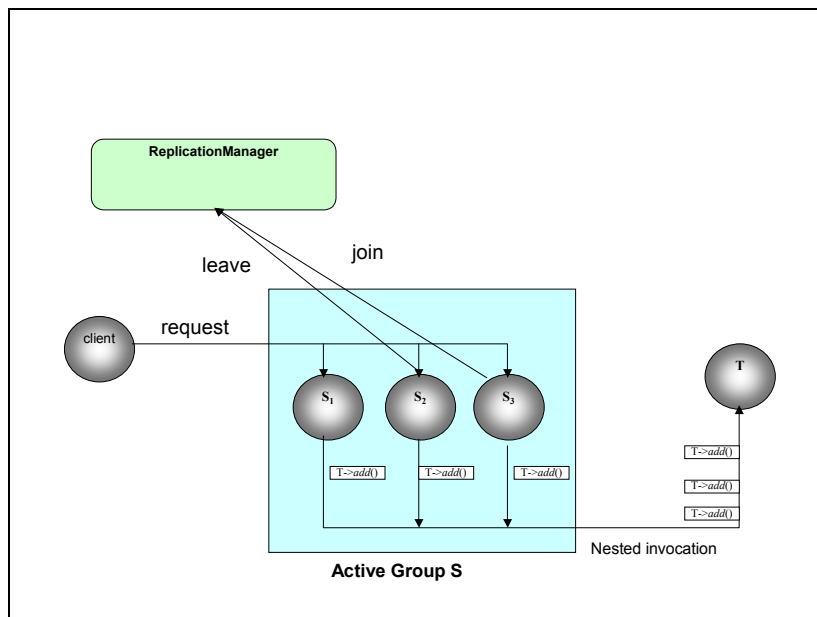 ReplicationManager
join
leave
request
client
T
S₁
S₂
S₃
T->add()
T->add()
T->add()
T->add()
T->add()
T->add()
Nested invocation
Active Group S